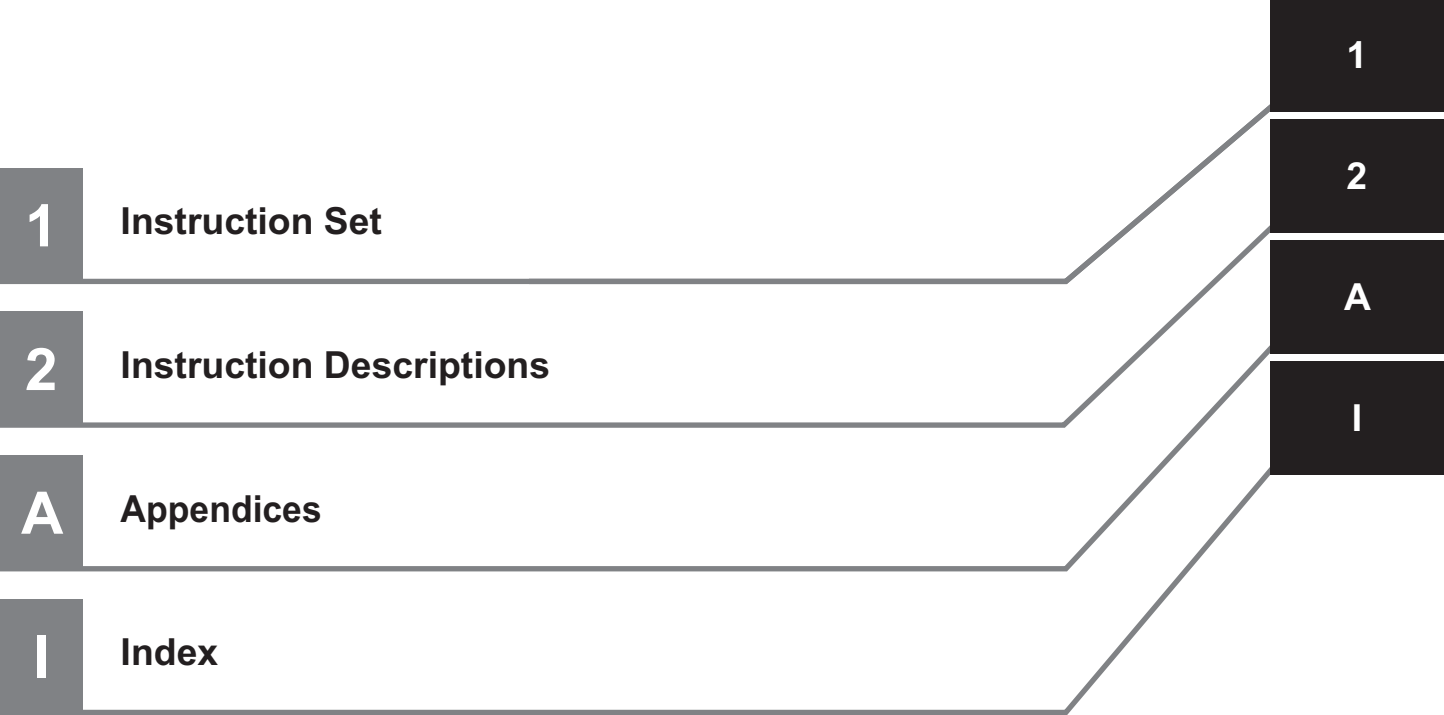 1
2
A
I
1 Instruction Set
2 Instruction Descriptions
A Appendices
I Index